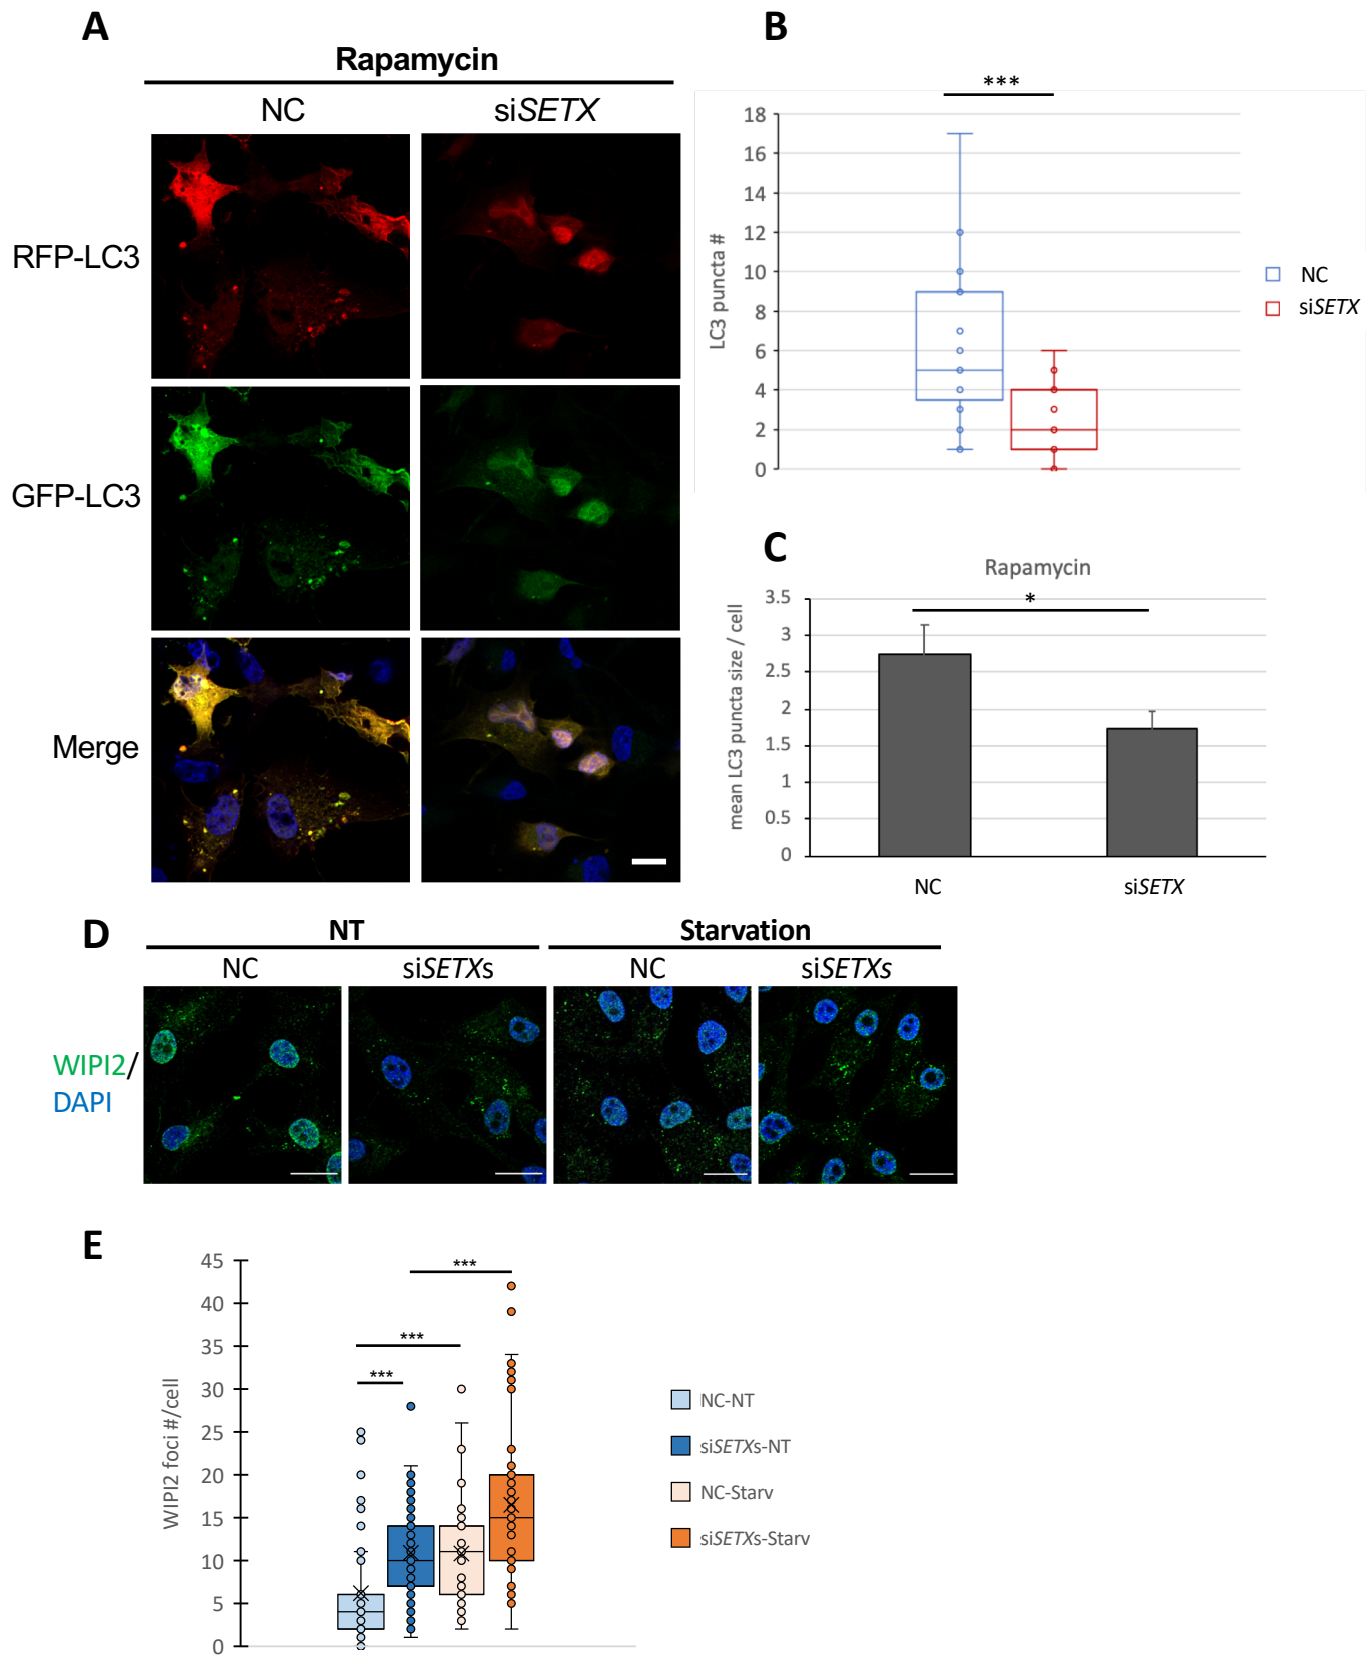 A
Rapamycin
NC
siSETX
RFP-LC3
GFP-LC3
Merge
B
***
18
16
14
12
10
8
6
4
2
0
LC3 puncta #
NC
siSETX
C
Rapamycin
*
3.5
3
2.5
2
1.5
1
0.5
0
mean LC3 puncta size / cell
NC
siSETX
D
NT
Starvation
NC
siSETXs
NC
siSETXs
WIPI2/
DAPI
E
45
40
35
30
25
20
15
10
5
0
WIPI2 foci #/cell
***
***
***
NC-NT
siSETXs-NT
NC-Starv
siSETXs-Starv